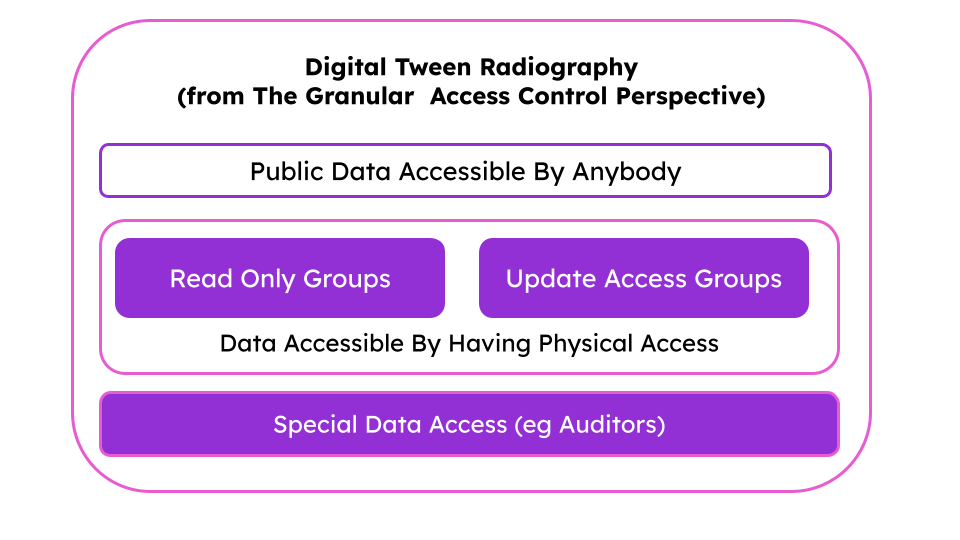 Digital Tween Radiography
(from The Granular  Access Control Perspective)
Public Data Accessible By Anybody
Read Only Groups
Update Access Groups
Data Accessible By Having Physical Access
Special Data Access (eg Auditors)